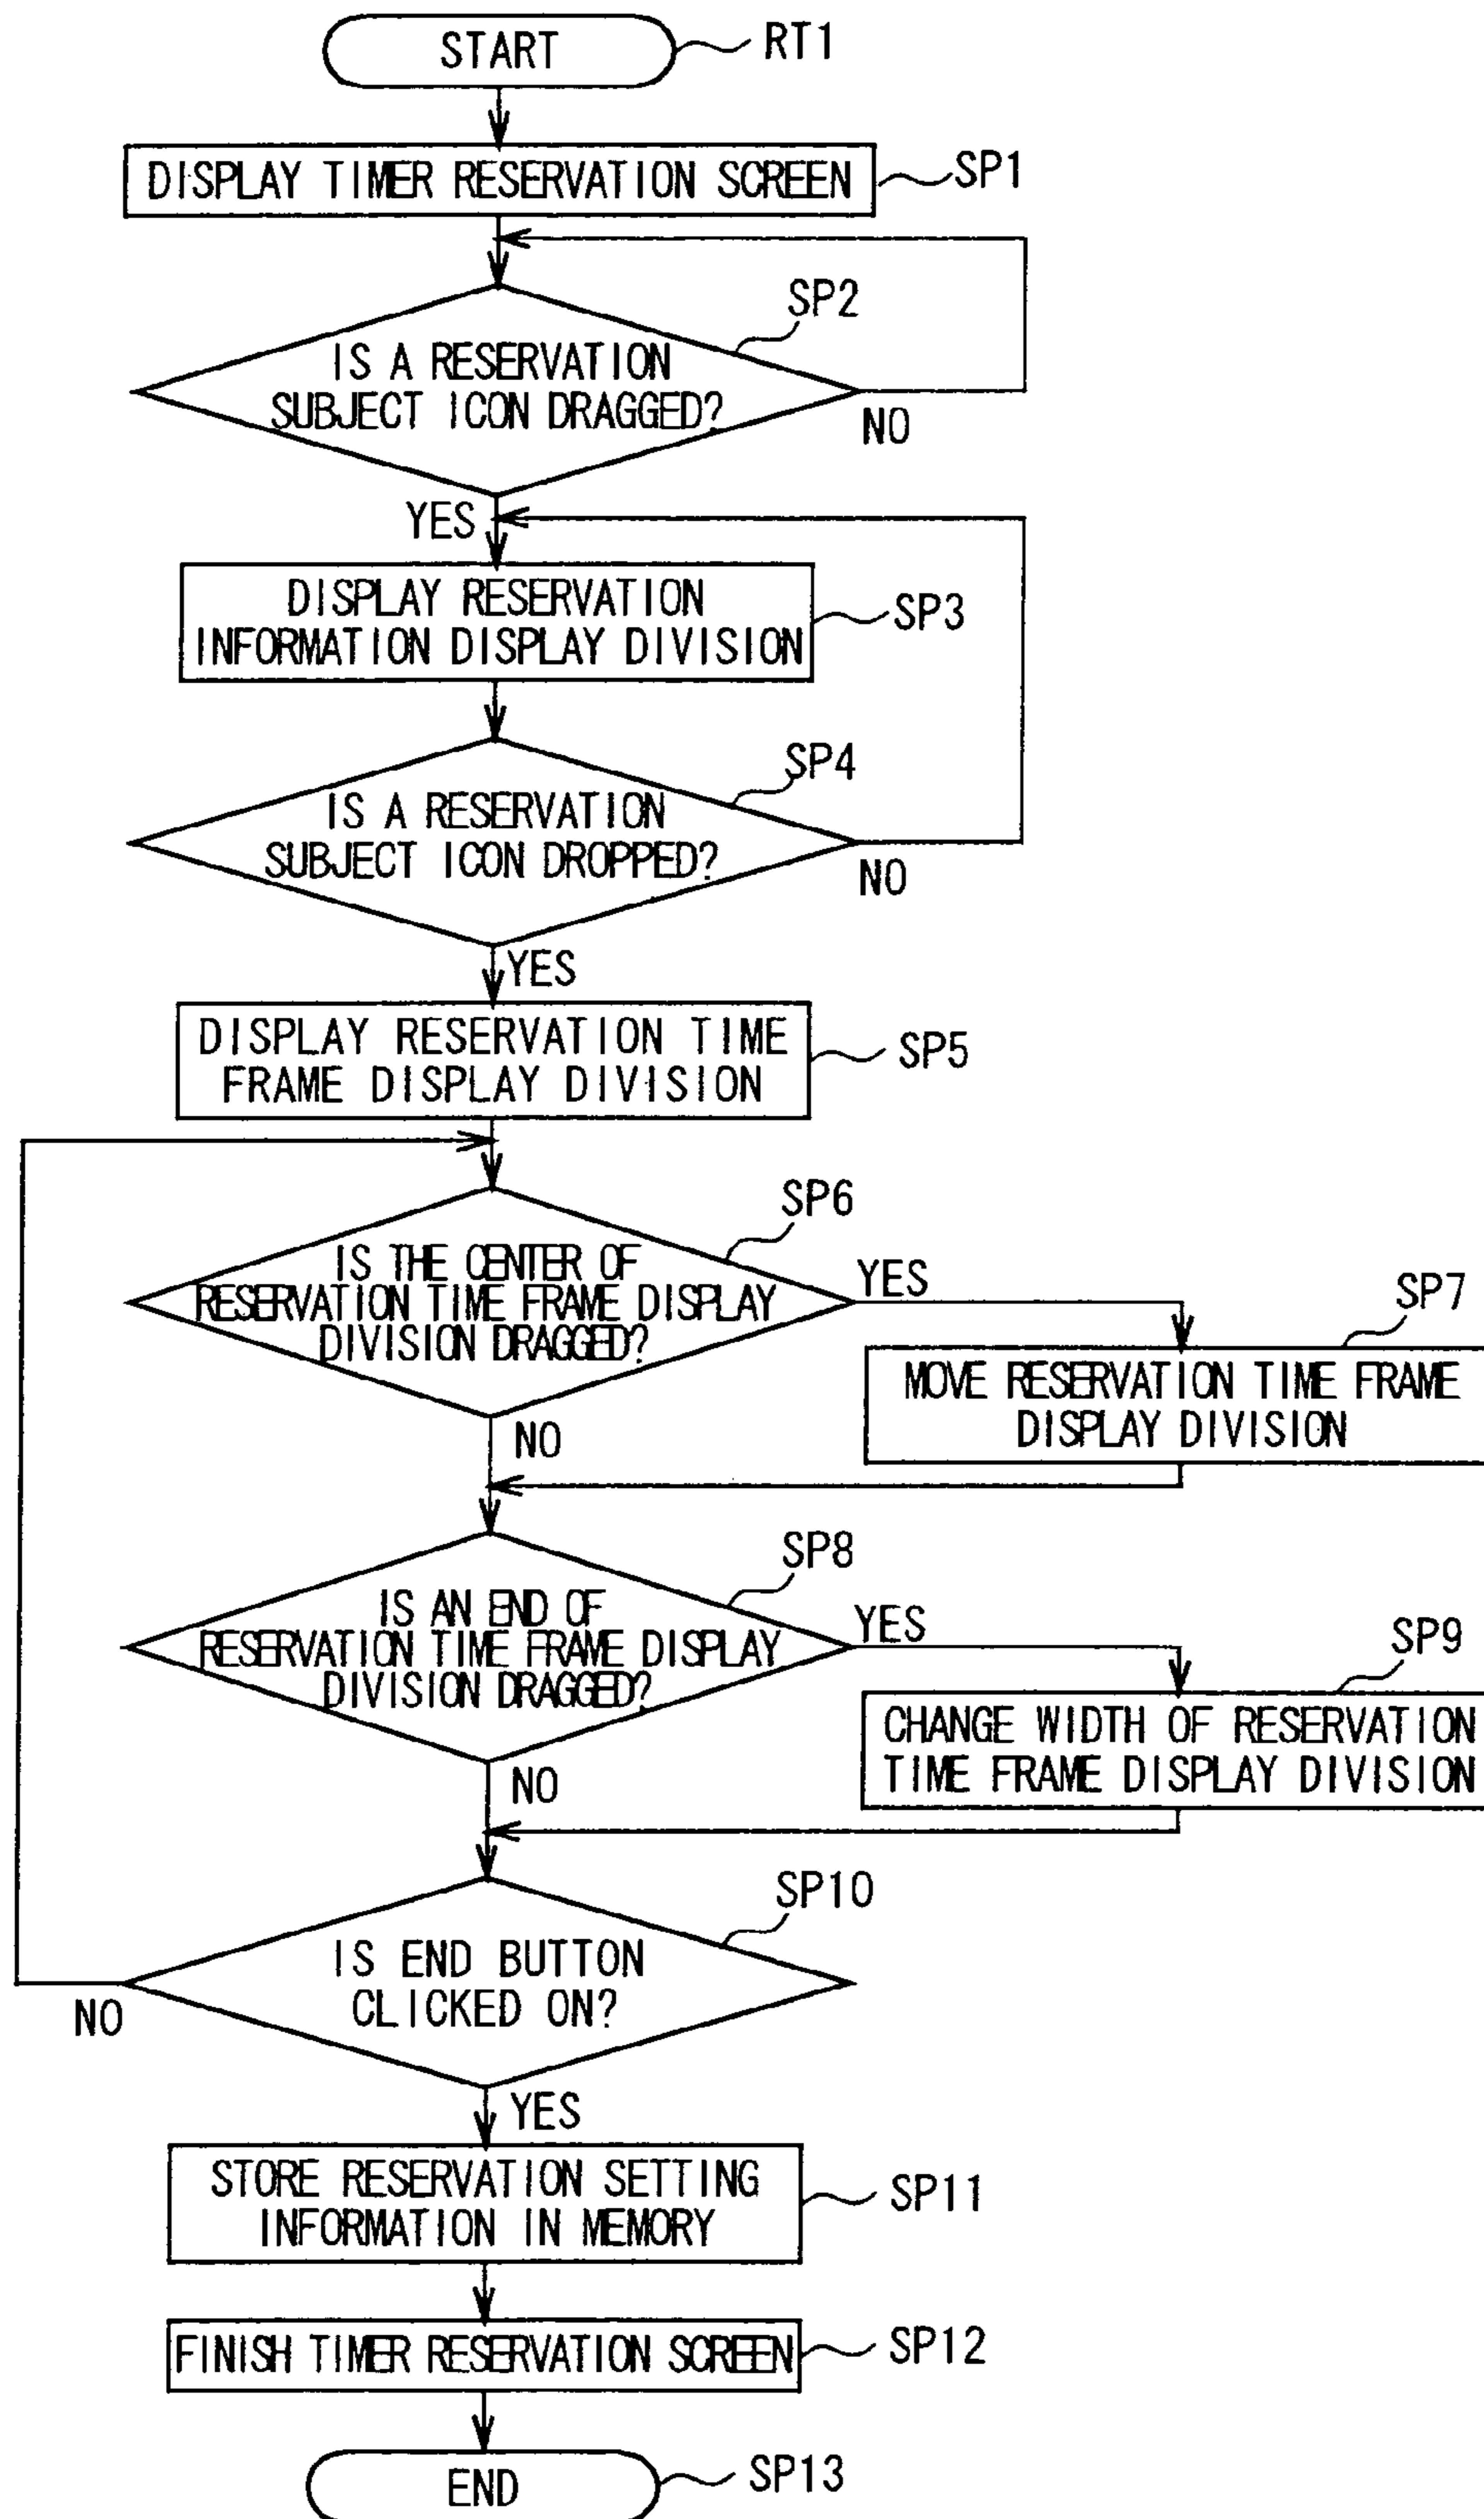 START
RT1
DISPLAY TIMER RESERVATION SCREEN
SP1
SP2
IS A RESERVATION
SUBJECT ICON DRAGGED?
NO
YES
DISPLAY RESERVATION
INFORMATION DISPLAY DIVISION
SP3
SP4
IS A RESERVATION
SUBJECT ICON DROPPED?
NO
YES
DISPLAY RESERVATION TIME
FRAME DISPLAY DIVISION
SP5
SP6
IS THE CENTER OF
RESERVATION TIME FRAME DISPLAY
DIVISION DRAGGED?
YES
SP7
MOVE RESERVATION TIME FRAME
DISPLAY DIVISION
NO
SP8
IS AN END OF
RESERVATION TIME FRAME DISPLAY
DIVISION DRAGGED?
YES
SP9
CHANGE WIDTH OF RESERVATION
TIME FRAME DISPLAY DIVISION
NO
SP10
IS END BUTTON
CLICKED ON?
NO
YES
STORE RESERVATION SETTING
INFORMATION IN MEMORY
SP11
FINISH TIMER RESERVATION SCREEN
SP12
END
SP13